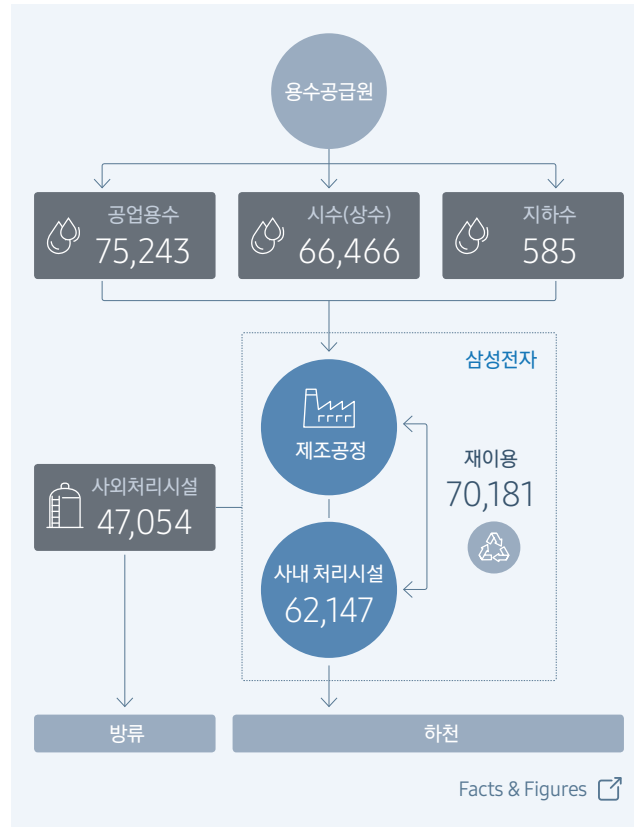 용수공급원
공업용수
75,243
시수(상수)
66,466
지하수
585
삼성전자
제조공정
재이용
70,181
사외처리시설
47,054
사내 처리시설
62,147
방류
하천
Facts & Figures